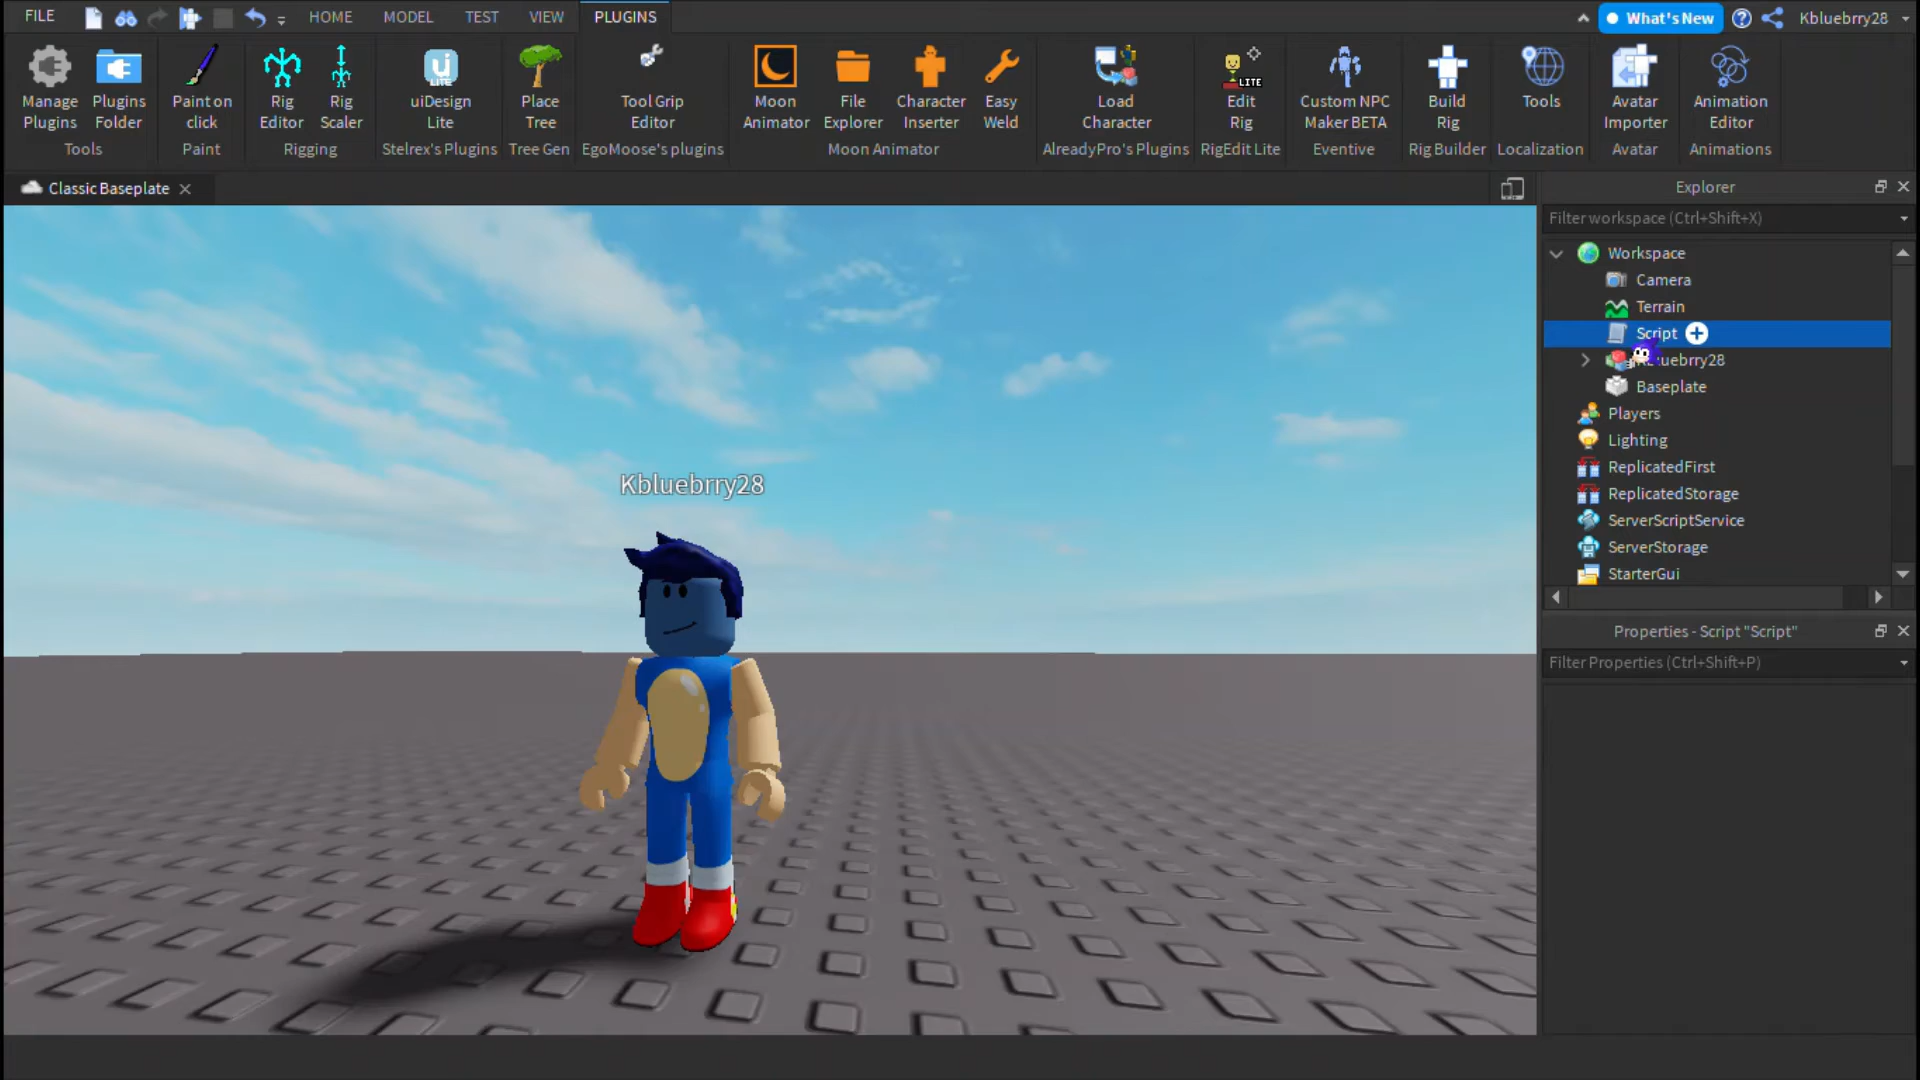 FILE
HOME
MODEL
TEST
VIEW
PLUGINS
What's New
Kbluebrry28
Manage Plugins
Plugins Folder
Tools
Paint on click
Paint
Rig Editor
Rig Scaler
Rigging
ui
LITE
uiDesign Lite
Stelrex's Plugins
Place Tree
Tree Gen
Tool Grip Editor
EgoMoose's plugins
Moon Animator
File Explorer
Character Inserter
Easy Weld
Moon Animator
Load Character
AlreadyPro's Plugins
LITE
Edit Rig
RigEdit Lite
Custom NPC Maker BETA
Eventive
Build Rig
Rig Builder
Tools
Localization
Avatar Importer
Avatar
Animation Editor
Animations
Classic Baseplate
Kbluebrry28
Explorer
Filter workspace (Ctrl+Shift+X)
Workspace
Camera
Terrain
Script
uebrry28
Baseplate
Players
Lighting
ReplicatedFirst
ReplicatedStorage
ServerScriptService
ServerStorage
StarterGui
Properties - Script "Script"
Filter Properties (Ctrl+Shift+P)